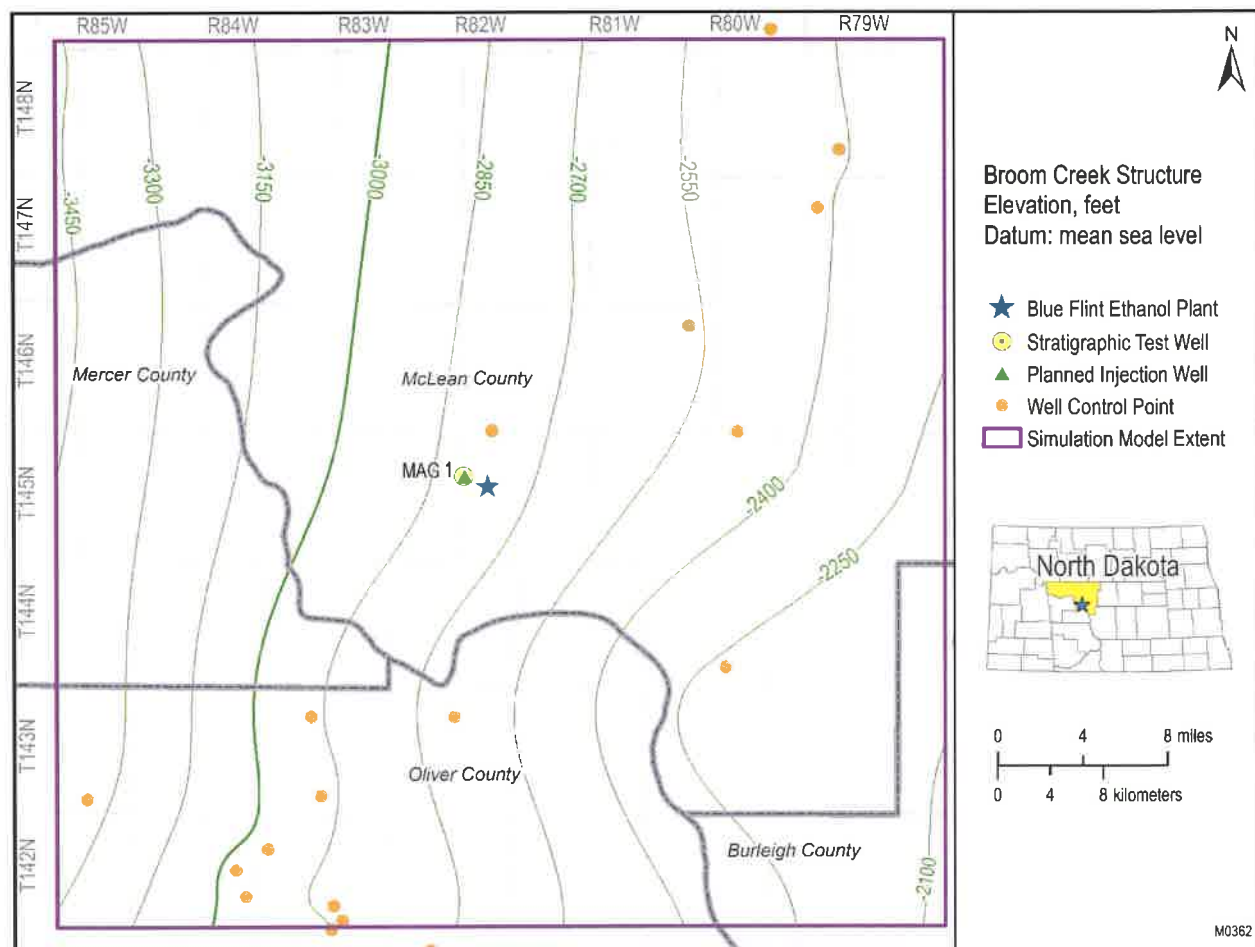 R85W R84W R83W R82W R81W R80W R79W
N
T148N
T147N
T146N
T145N
T144N
T143N
T142N
-3450
-3300
-3150
-3000
-2850
-2700
-2550
-2400
-2250
-2100
Mercer County
McLean County
MAG 1
Oliver County
Burleigh County
Broom Creek Structure
Elevation, feet
Datum: mean sea level
Blue Flint Ethanol Plant
Stratigraphic Test Well
Planned Injection Well
Well Control Point
Simulation Model Extent
North Dakota
0 4 8 miles
0 4 8 kilometers
M0362